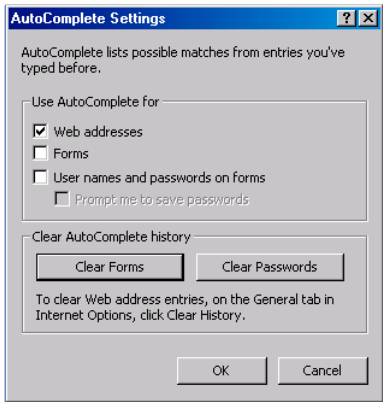 AutoComplete Settings
? X
AutoComplete lists possible matches from entries you've
typed before.
Use AutoComplete for
Web addresses
Forms
User names and passwords on forms
Prompt me to save passwords
Clear AutoComplete history
Clear Forms Clear Passwords
To clear Web address entries, on the General tab in
Internet Options, click Clear History.
OK Cancel